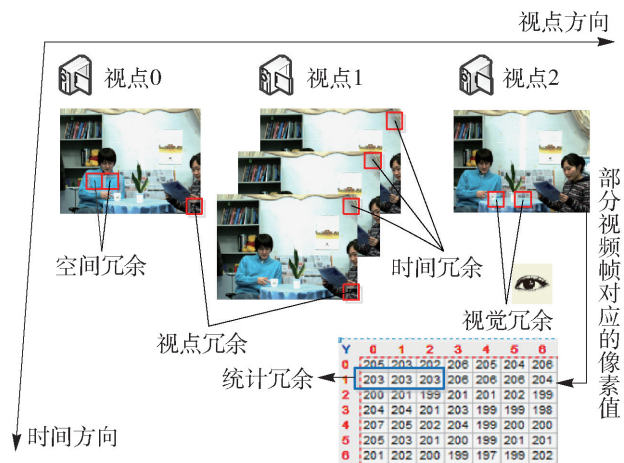 视点方向
视点0
视点1
视点2
空间冗余
时间冗余
视点冗余
视觉冗余
部分视频帧对应的像素值
统计冗余
时间方向
Y 0 1 2 3 4 5 6
0 205 203 202 206 205 204 206
1 203 203 203 206 206 206 204
2 200 201 199 201 201 202 199
3 204 204 201 203 199 199 198
4 207 205 202 204 199 200 200
5 205 203 201 200 199 201 201
6 201 202 200 199 197 199 202